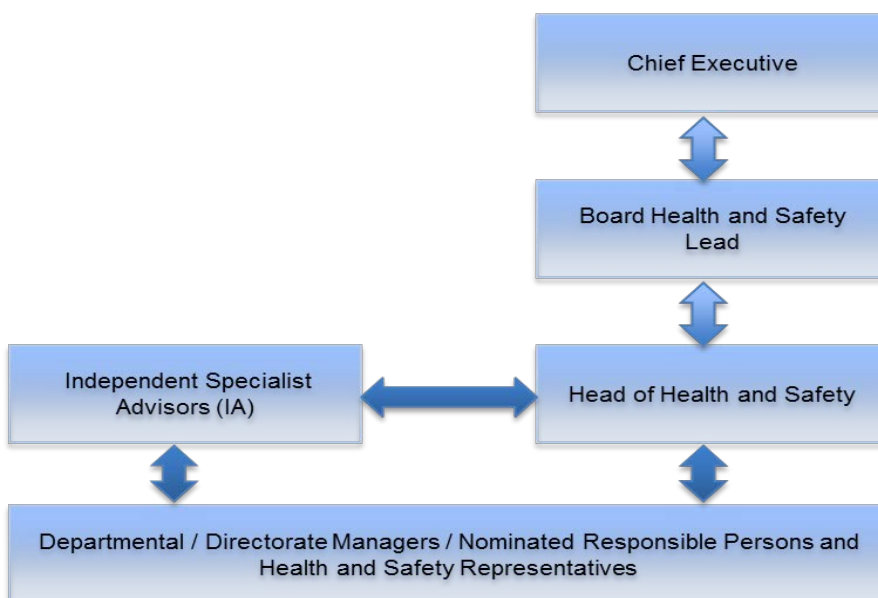 Chief Executive
Board Health and Safety
Lead
Independent Specialist
Advisors (IA)
Head of Health and Safety
Departmental / Directorate Managers / Nominated Responsible Persons and
Health and Safety Representatives